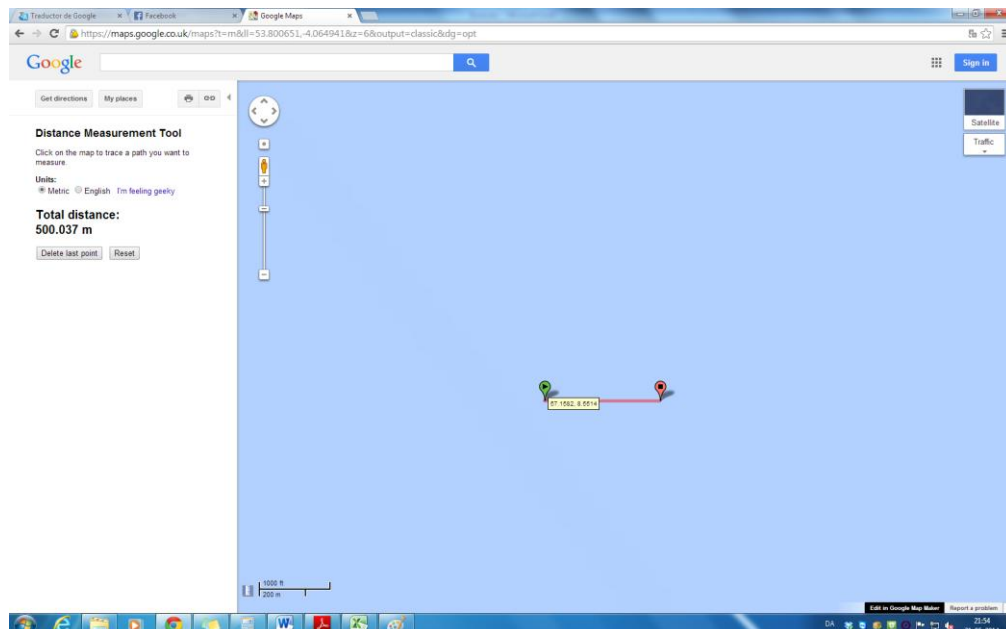 Traductor de Google
Facebook
Google Maps
https://maps.google.co.uk/maps?t=m&ll=53.800651,-4.064941&z=6&output=classic&dg=opt
Google
Sign in
Get directions
My places
Distance Measurement Tool
Click on the map to trace a path you want to
measure.
Units:
Metric English I'm feeling geeky
Total distance:
500.037 m
Delete last point
Reset
Satellite
Traffic
57.1582, 8.5514
1000 ft
200 m
Edit in Google Map Maker
Report a problem
DA
21:54